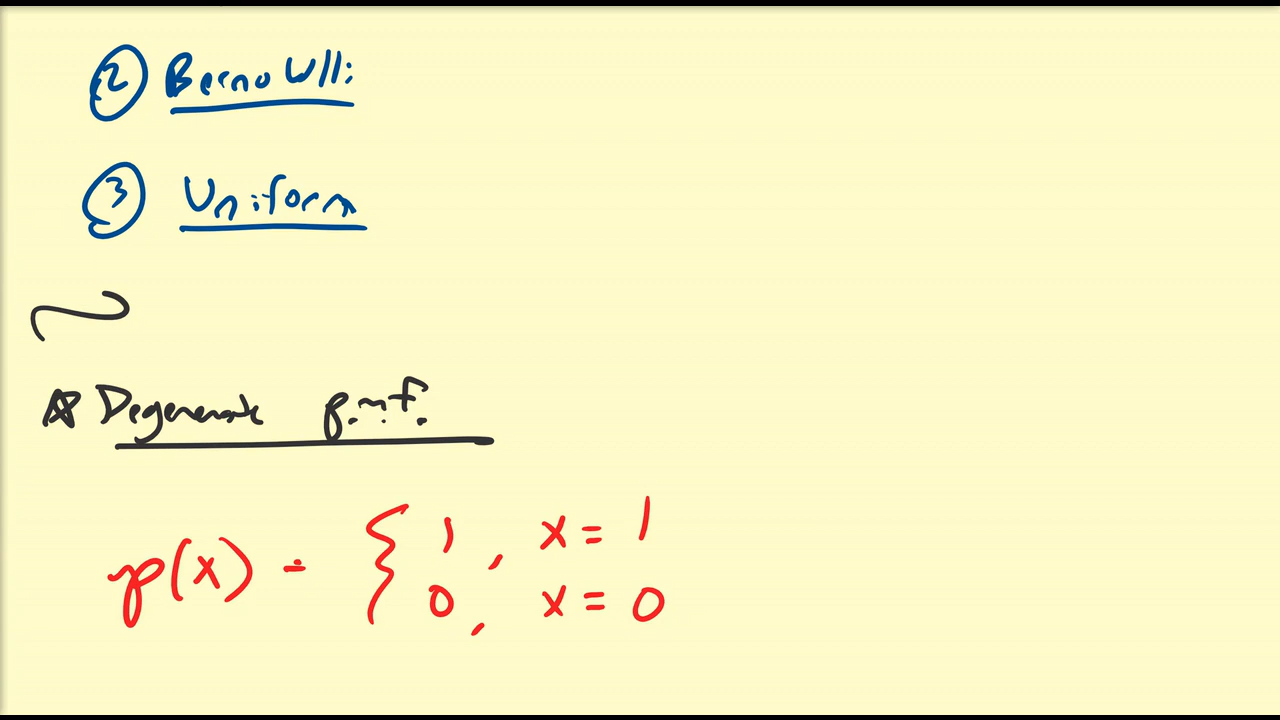 ② Bernoulli
③ Uniform
☆ Degenerate p.m.f.
p(x) = { 1, x = 1
0, x = 0